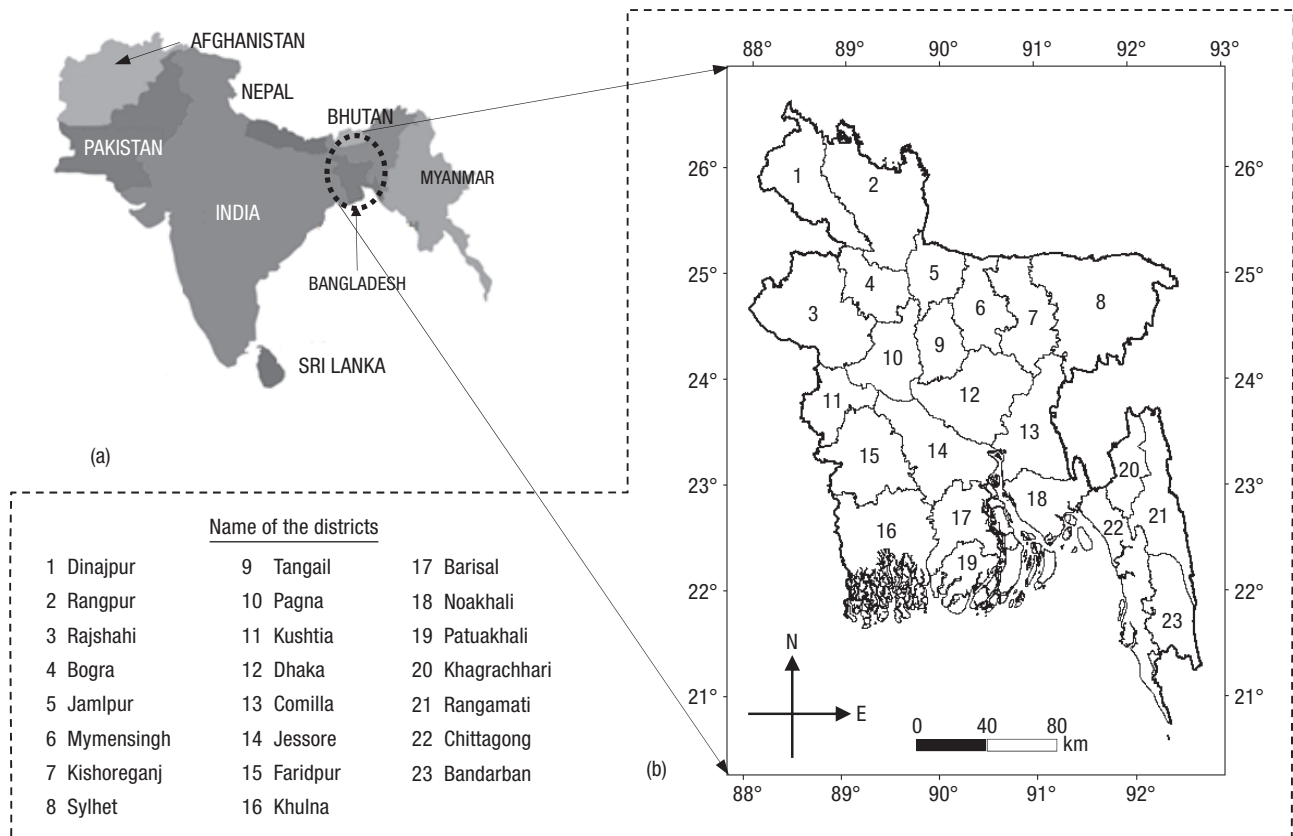 AFGHANISTAN
NEPAL
BHUTAN
PAKISTAN
MYANMAR
INDIA
BANGLADESH
SRI LANKA
(a)
Name of the districts
1 Dinajpur
2 Rangpur
3 Rajshahi
4 Bogra
5 Jamlpur
6 Mymensingh
7 Kishoreganj
8 Sylhet
9 Tangail
10 Pagna
11 Kushtia
12 Dhaka
13 Comilla
14 Jessore
15 Faridpur
16 Khulna
17 Barisal
18 Noakhali
19 Patuakhali
20 Khagrachhari
21 Rangamati
22 Chittagong
23 Bandarban
88° 89° 90° 91° 92° 93°
26° 26°
25° 25°
24° 24°
23° 23°
22° 22°
21° 21°
1
2
3
4
5
6
7
8
9
10
11
12
13
14
15
16
17
18
19
20
21
22
23
N
E
0 40 80
km
(b)
88° 89° 90° 91° 92°